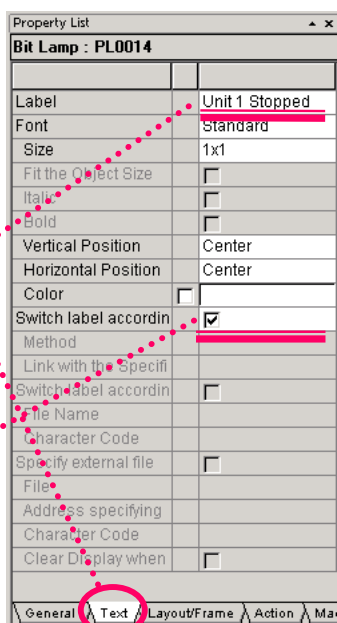 Property List
Bit Lamp : PL0014
Label Unit 1 Stopped
Font Standard
Size 1x1
Fit the Object Size
Italic
Bold
Vertical Position Center
Horizontal Position Center
Color
Switch label accordin
Method
Link with the Specifi
Switch label accordin
File Name
Character Code
Specify external file
File
Address specifying
Character Code
Clear Display when
General Text Layout/Frame Action Mac